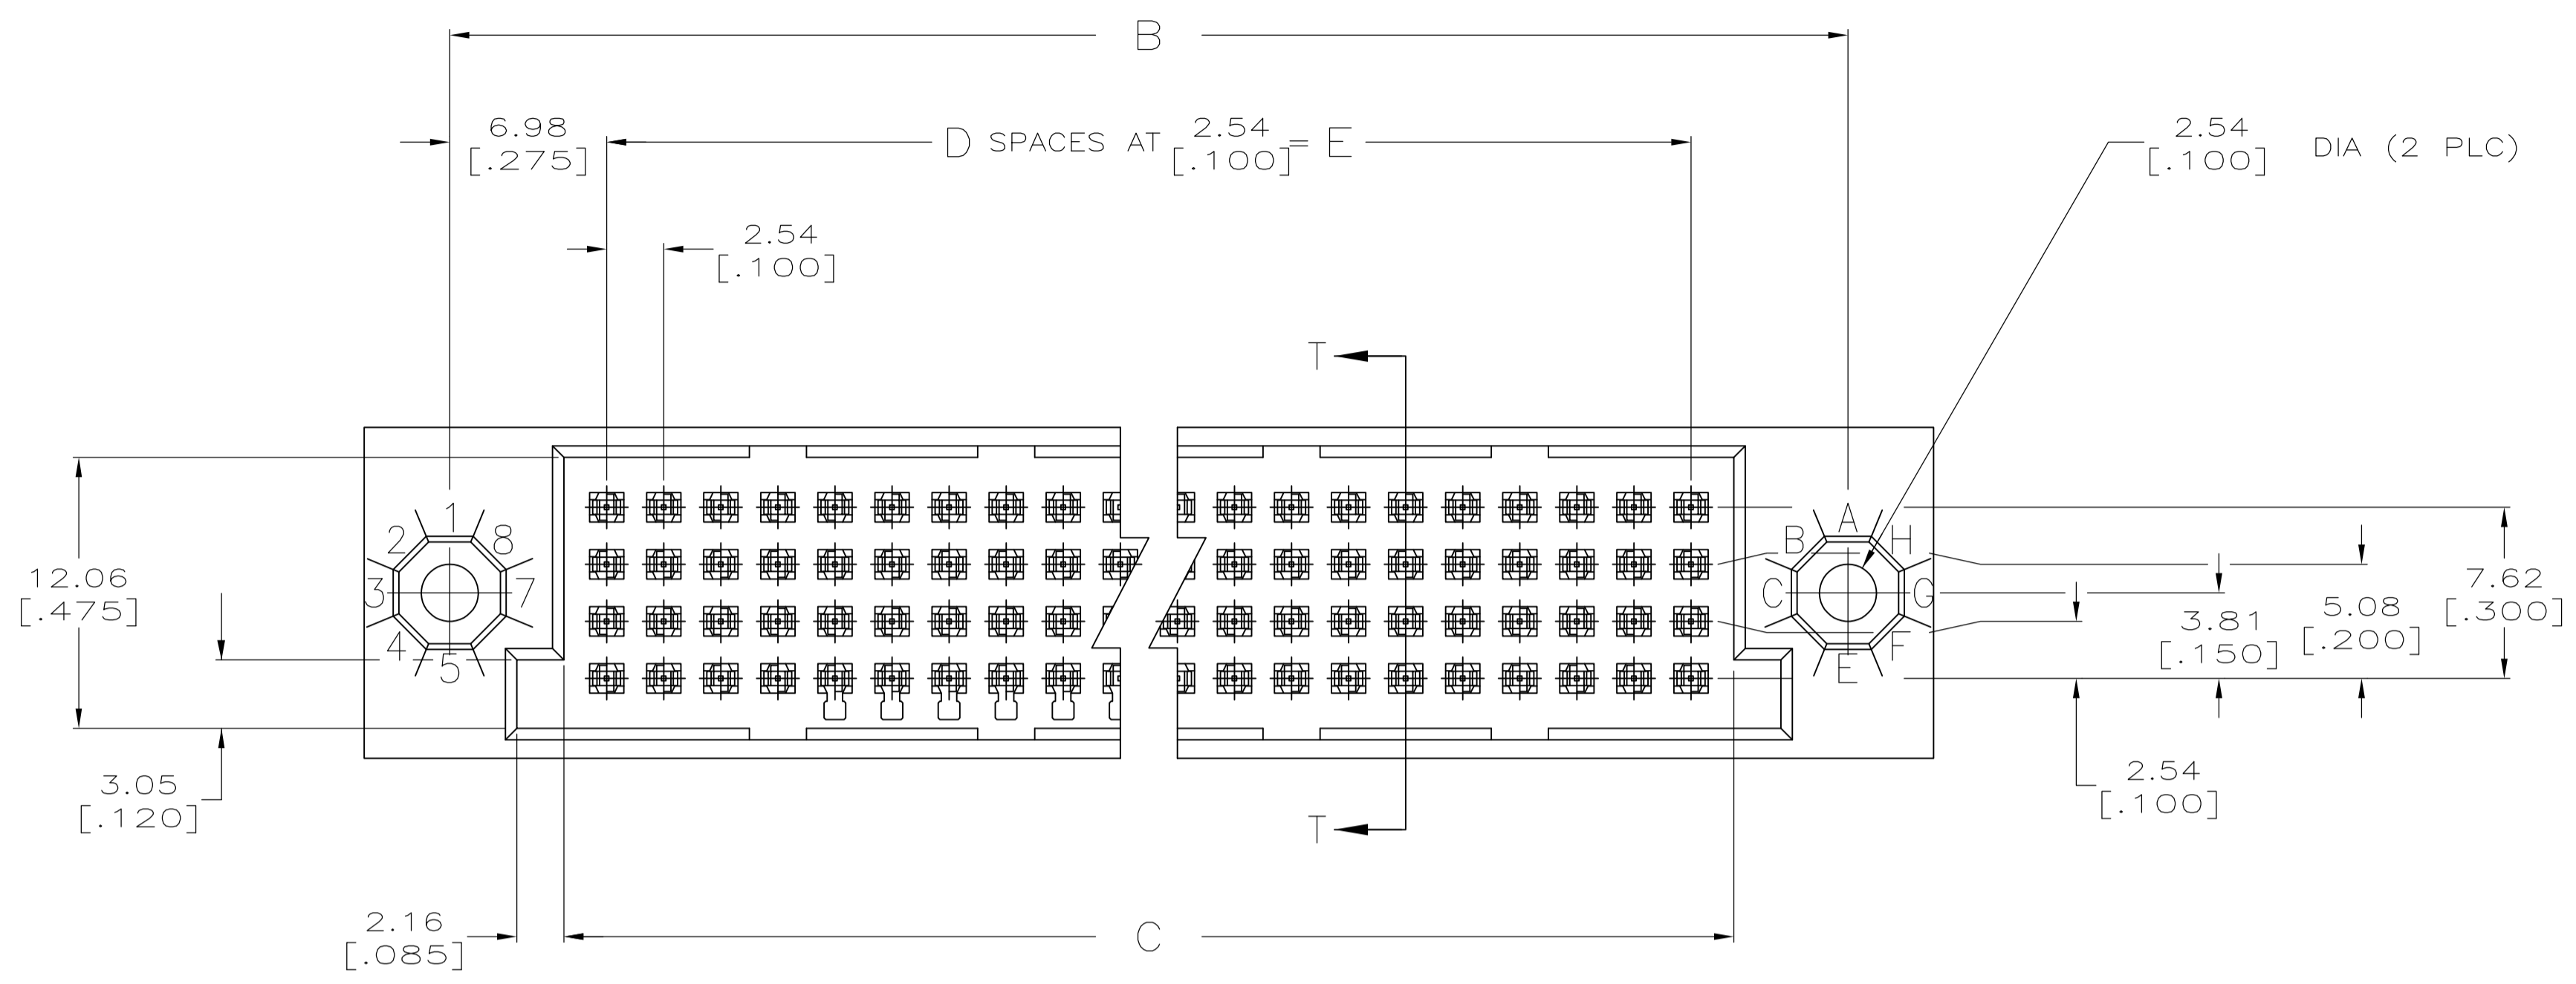 B
6.98
[.275]
D SPACES AT 2.54 [.100] = E
2.54
[.100]
DIA (2 PLC)
2.54
[.100]
T
1
2
8
3
7
4
5
A
B
H
C
G
F
E
12.06
[.475]
7.62
[.300]
5.08
[.200]
3.81
[.150]
3.05
[.120]
2.54
[.100]
T
2.16
[.085]
C